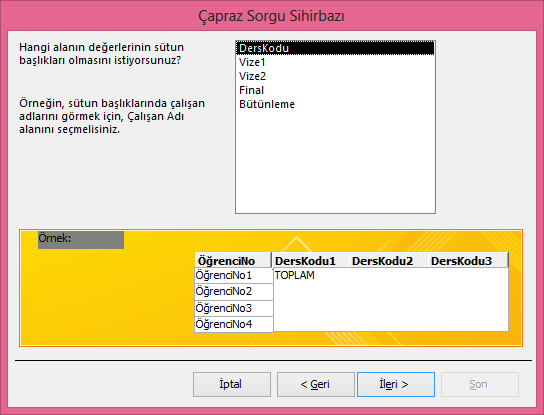 Çapraz Sorgu Sihirbazı
Hangi alanın değerlerinin sütun
başlıkları olmasını istiyorsunuz?
Örneğin, sütun başlıklarında çalışan
adlarını görmek için, Çalışan Adı
alanını seçmelisiniz.
DersKodu
Vize1
Vize2
Final
Bütünleme
Örnek:
ÖğrenciNo DersKodu1 DersKodu2 DersKodu3
ÖğrenciNo1 TOPLAM
ÖğrenciNo2
ÖğrenciNo3
ÖğrenciNo4
İptal < Geri İleri > Son